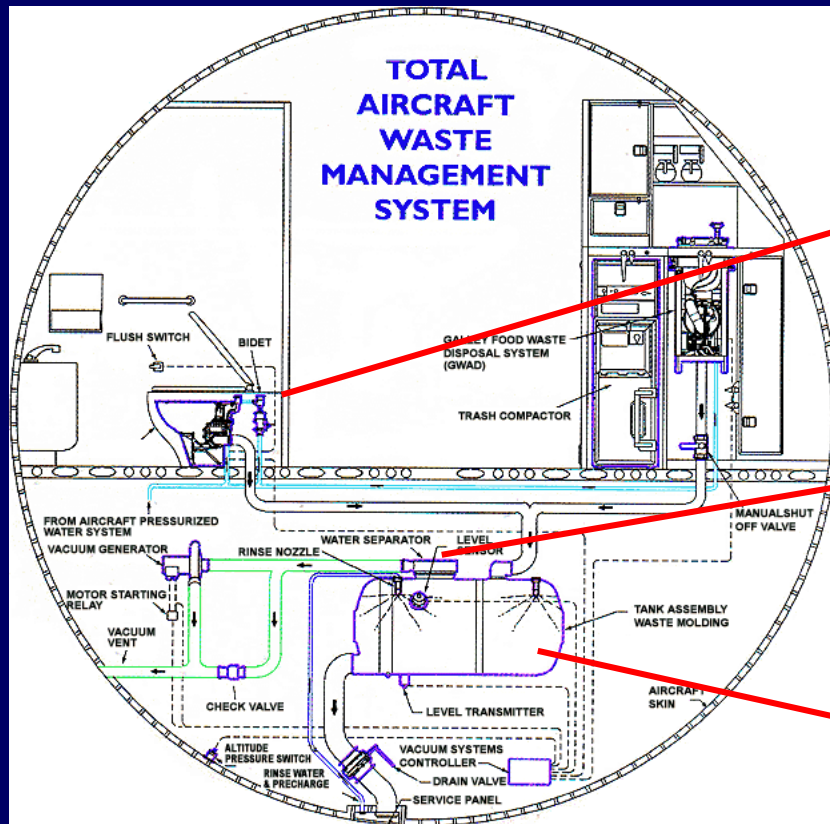 TOTAL
AIRCRAFT
WASTE
MANAGEMENT
SYSTEM
FLUSH SWITCH
BIDET
GALLEY FOOD WASTE
DISPOSAL SYSTEM
(GWAD)
TRASH COMPACTOR
MANUALSHUT
OFF VALVE
FROM AIRCRAFT PRESSURIZED
WATER SYSTEM
VACUUM GENERATOR
WATER SEPARATOR
LEVEL
SENSOR
RINSE NOZZLE
MOTOR STARTING
RELAY
TANK ASSEMBLY
WASTE MOLDING
VACUUM
VENT
CHECK VALVE
LEVEL TRANSMITTER
AIRCRAFT
SKIN
ALTITUDE
PRESSURE SWITCH
VACUUM SYSTEMS
CONTROLLER
RINSE WATER
& PRECHARGE
DRAIN VALVE
SERVICE PANEL